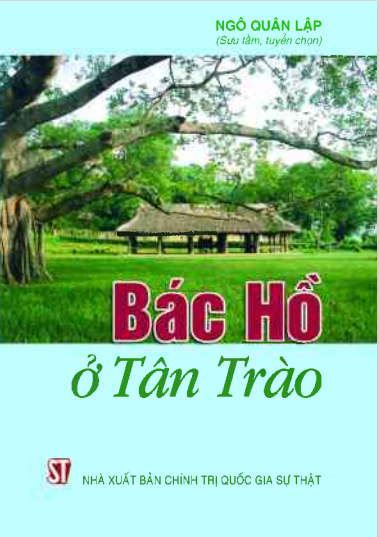 NGÔ QUÂN LẬP
(Sưu tầm, tuyển chọn)
Bác Hồ
ở Tân Trào
ST
NHÀ XUẤT BẢN CHÍNH TRỊ QUỐC GIA SỰ THẬT